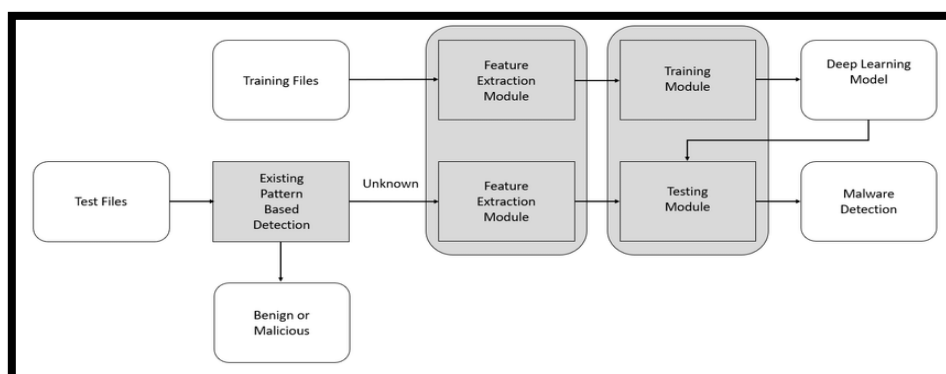 Training Files
Feature
Extraction
Module
Training
Module
Deep Learning
Model
Test Files
Existing
Pattern
Based
Detection
Unknown
Feature
Extraction
Module
Testing
Module
Malware
Detection
Benign or
Malicious